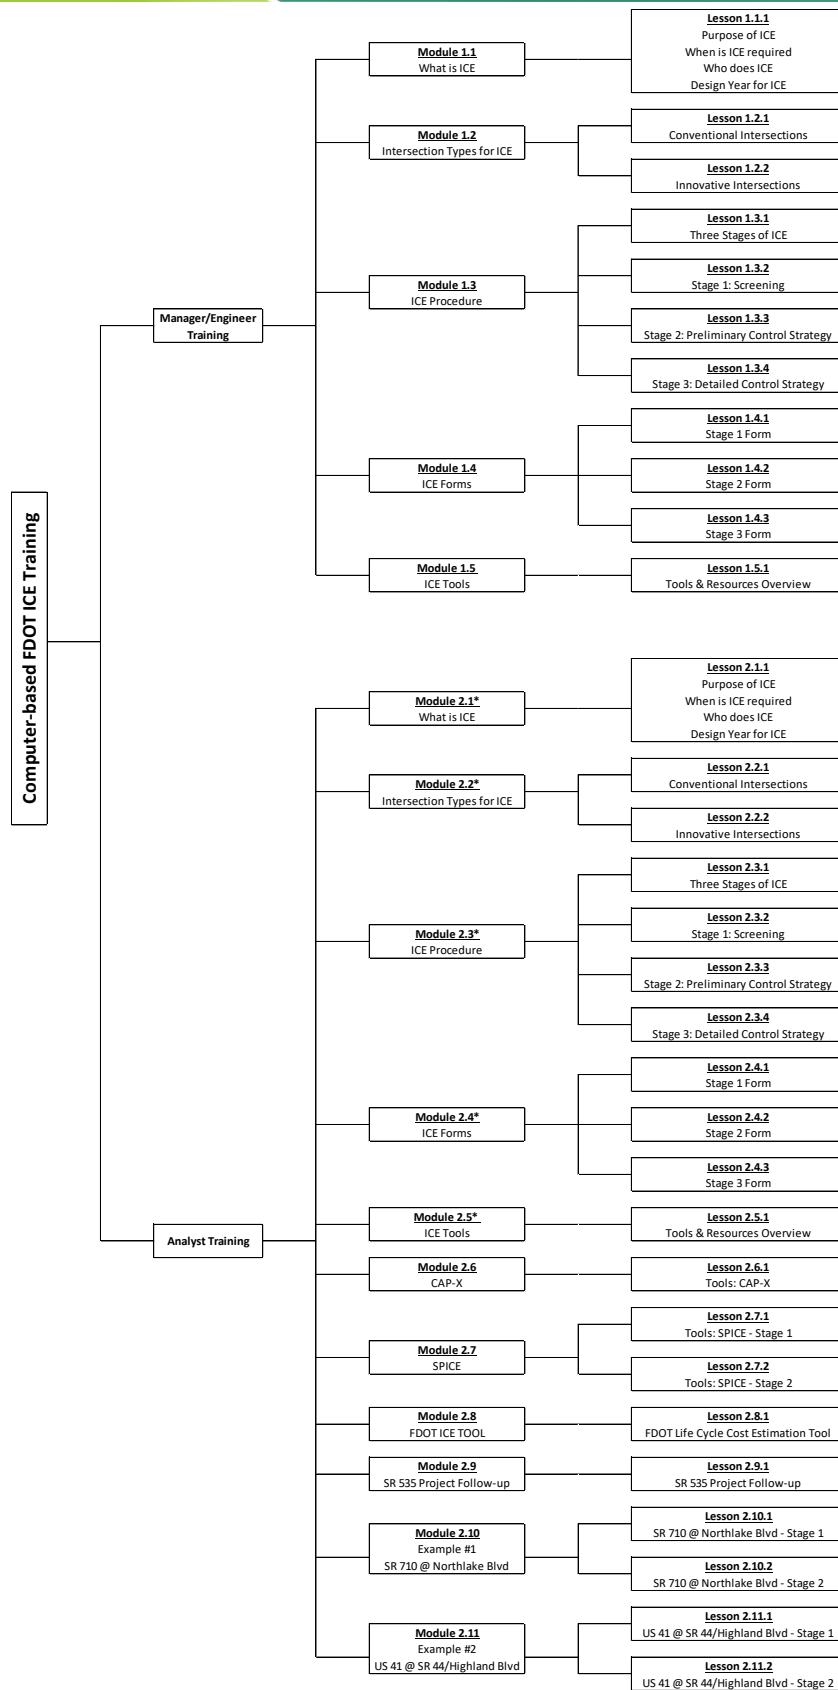 Computer-based FDOT ICE Training
Manager/Engineer
Training
Module 1.1
What is ICE
Lesson 1.1.1
Purpose of ICE
When is ICE required
Who does ICE
Design Year for ICE
Module 1.2
Intersection Types for ICE
Lesson 1.2.1
Conventional Intersections
Lesson 1.2.2
Innovative Intersections
Module 1.3
ICE Procedure
Lesson 1.3.1
Three Stages of ICE
Lesson 1.3.2
Stage 1: Screening
Lesson 1.3.3
Stage 2: Preliminary Control Strategy
Lesson 1.3.4
Stage 3: Detailed Control Strategy
Module 1.4
ICE Forms
Lesson 1.4.1
Stage 1 Form
Lesson 1.4.2
Stage 2 Form
Lesson 1.4.3
Stage 3 Form
Module 1.5
ICE Tools
Lesson 1.5.1
Tools & Resources Overview
Analyst Training
Module 2.1*
What is ICE
Lesson 2.1.1
Purpose of ICE
When is ICE required
Who does ICE
Design Year for ICE
Module 2.2*
Intersection Types for ICE
Lesson 2.2.1
Conventional Intersections
Lesson 2.2.2
Innovative Intersections
Module 2.3*
ICE Procedure
Lesson 2.3.1
Three Stages of ICE
Lesson 2.3.2
Stage 1: Screening
Lesson 2.3.3
Stage 2: Preliminary Control Strategy
Lesson 2.3.4
Stage 3: Detailed Control Strategy
Module 2.4*
ICE Forms
Lesson 2.4.1
Stage 1 Form
Lesson 2.4.2
Stage 2 Form
Lesson 2.4.3
Stage 3 Form
Module 2.5*
ICE Tools
Lesson 2.5.1
Tools & Resources Overview
Module 2.6
CAP-X
Lesson 2.6.1
Tools: CAP-X
Module 2.7
SPICE
Lesson 2.7.1
Tools: SPICE - Stage 1
Lesson 2.7.2
Tools: SPICE - Stage 2
Module 2.8
FDOT ICE TOOL
Lesson 2.8.1
FDOT Life Cycle Cost Estimation Tool
Module 2.9
SR 535 Project Follow-up
Lesson 2.9.1
SR 535 Project Follow-up
Module 2.10
Example #1
SR 710 @ Northlake Blvd
Lesson 2.10.1
SR 710 @ Northlake Blvd - Stage 1
Lesson 2.10.2
SR 710 @ Northlake Blvd - Stage 2
Module 2.11
Example #2
US 41 @ SR 44/Highland Blvd
Lesson 2.11.1
US 41 @ SR 44/Highland Blvd - Stage 1
Lesson 2.11.2
US 41 @ SR 44/Highland Blvd - Stage 2